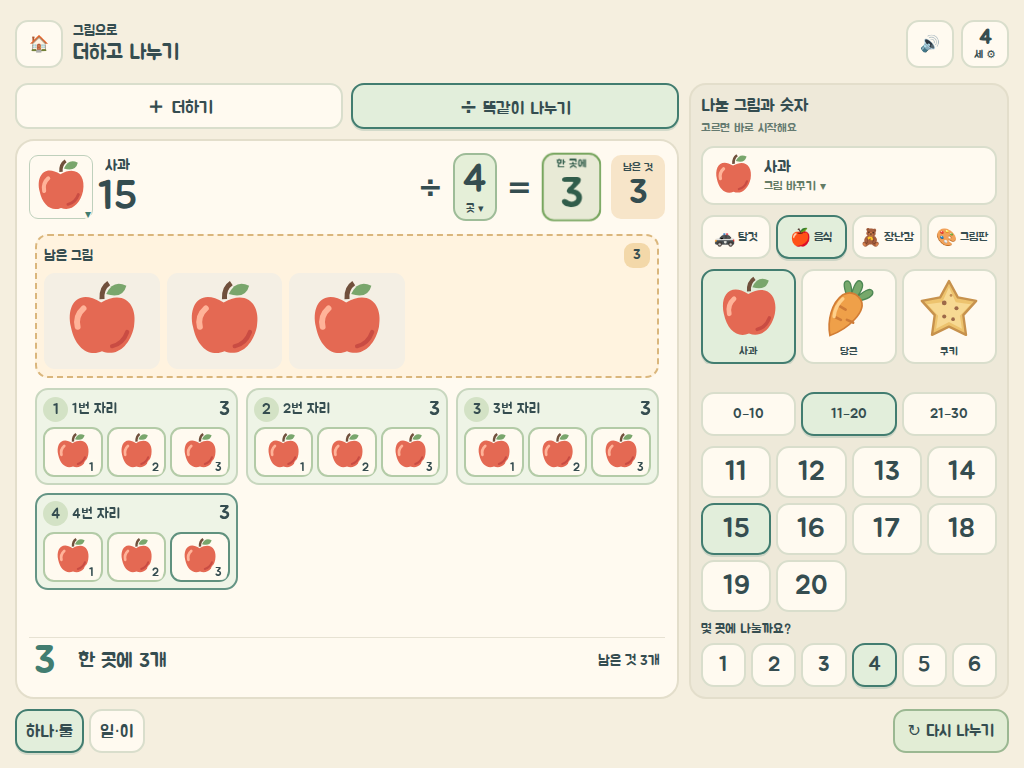 그림으로
더하고 나누기
4
세
+ 더하기
÷ 똑같이 나누기
사과
15
÷
4
곳 ▾
=
한 곳에
3
남은 것
3
남은 그림
3
1 1번 자리 3
1 2 3
2 2번 자리 3
1 2 3
3 3번 자리 3
1 2 3
4 4번 자리 3
1 2 3
3 한 곳에 3개
남은 것 3개
하나·둘
일·이
나눌 그림과 숫자
고르면 바로 시작해요
사과
그림 바꾸기 ▾
탈것
음식
장난감
그림판
사과
당근
쿠키
0–10
11–20
21–30
11 12 13 14
15 16 17 18
19 20
몇 곳에 나눌까요?
1 2 3 4 5 6
↻ 다시 나누기